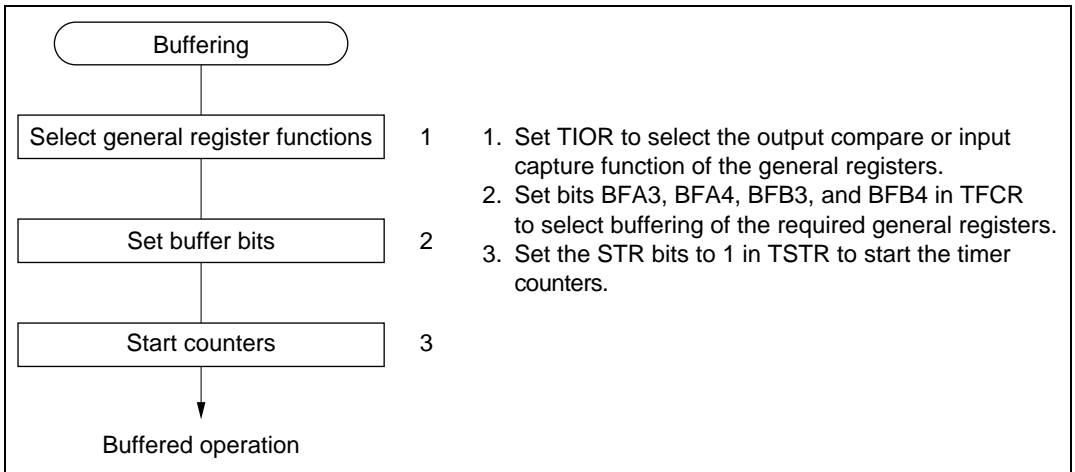 Buffering
Select general register functions
1
Set buffer bits
2
Start counters
3
Buffered operation
1. Set TIOR to select the output compare or input
capture function of the general registers.
2. Set bits BFA3, BFA4, BFB3, and BFB4 in TFCR
to select buffering of the required general registers.
3. Set the STR bits to 1 in TSTR to start the timer
counters.